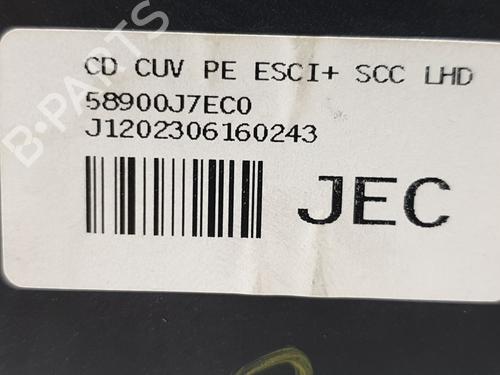 B-PARTS
CD CUV PE ESCI+ SCC LHD
58900J7EC0
J1202306160243
JEC